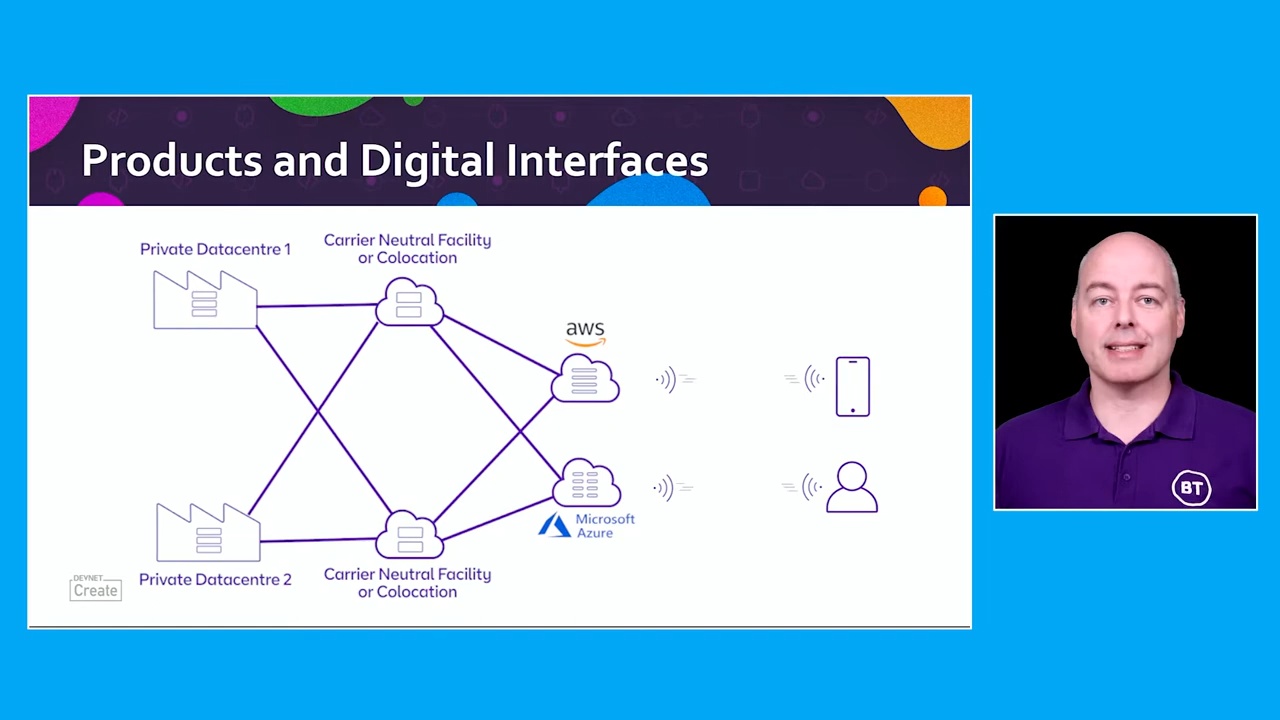 Products and Digital Interfaces
Private Datacentre 1
Carrier Neutral Facility
or Colocation
aws
Microsoft
Azure
BT
Private Datacentre 2
Carrier Neutral Facility
or Colocation
DEVNET
Create